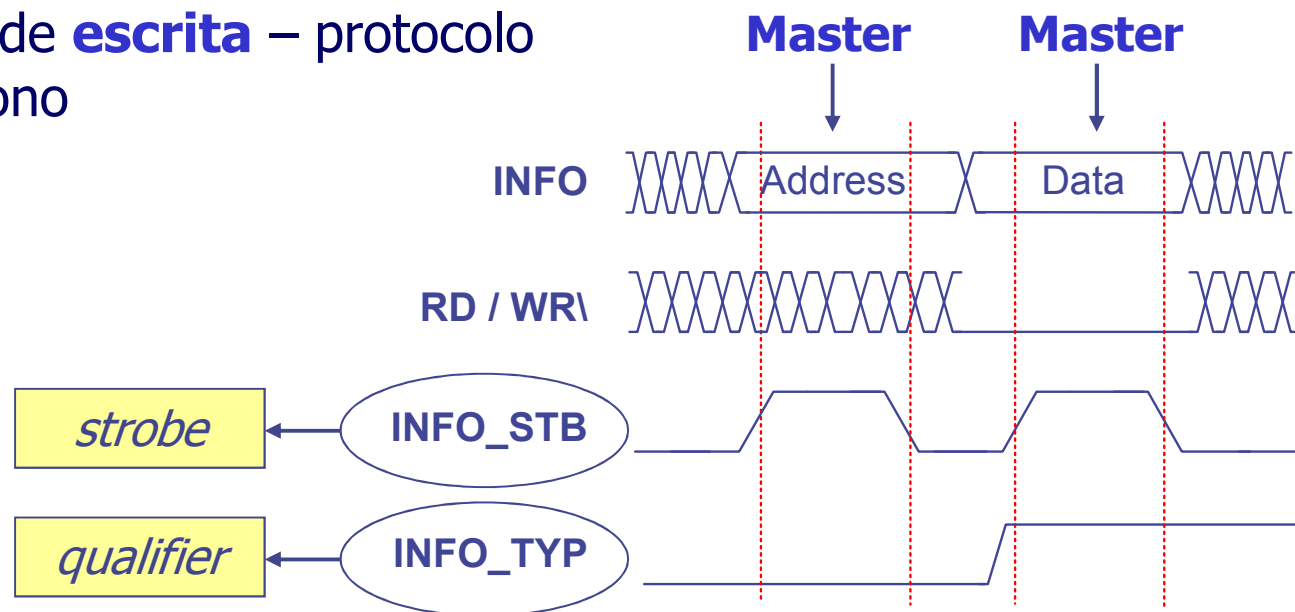 de escrita – protocolo
ono
Master Master
INFO Address Data
RD / WR\
strobe INFO_STB
qualifier INFO_TYP